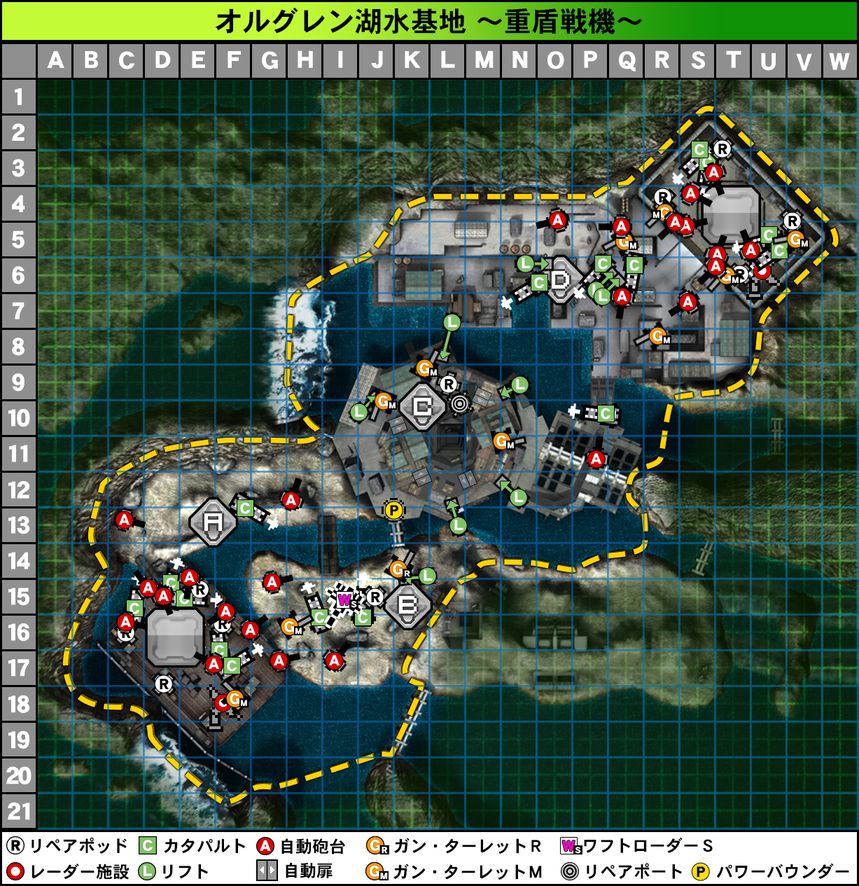 オルグレン湖水基地 ～重盾戦機～
A B C D E F G H I J K L M N O P Q R S T U V W
1
2
3
4
5
6
7
8
9
10
11
12
13
14
15
16
17
18
19
20
21
A
B
C
D
R リペアポッド C カタパルト A 自動砲台 GR ガン・ターレットR WS ワフトローダーS
レーダー施設 L リフト 自動扉 GM ガン・ターレットM リペアポート P パワーバウンダー